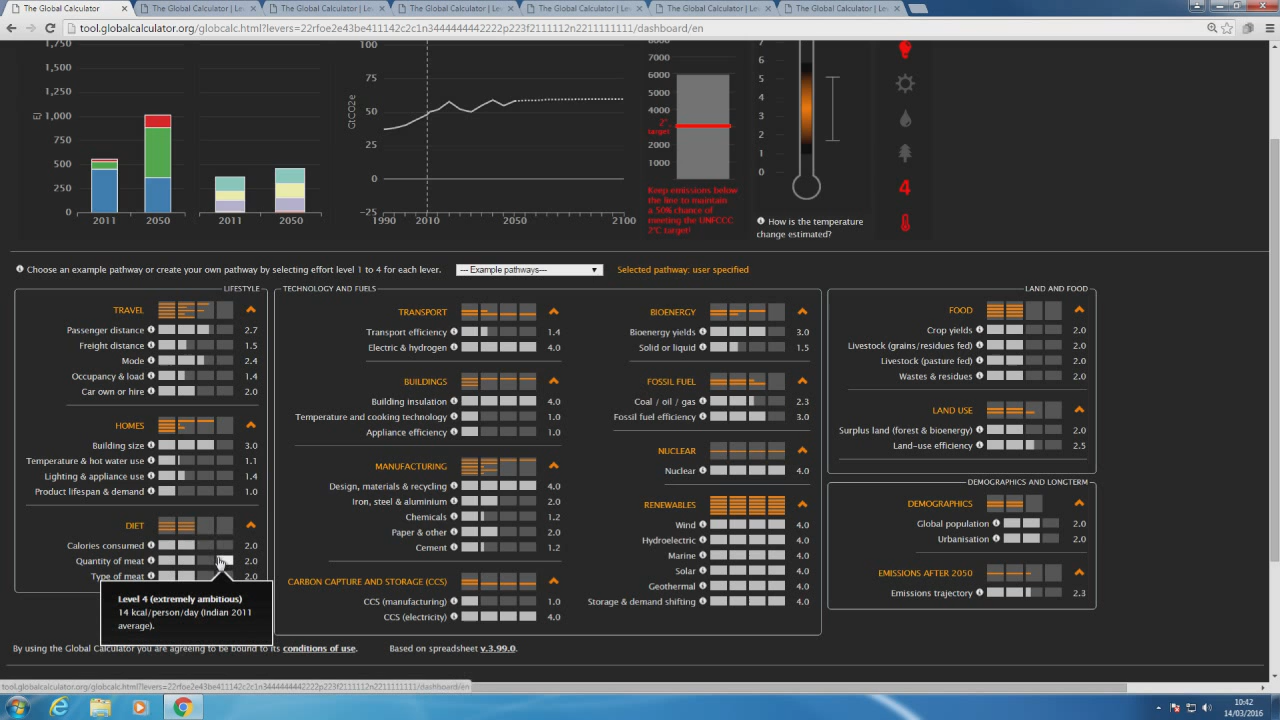 The Global Calculator
The Global Calculator | Leve
The Global Calculator | Leve
The Global Calculator | Leve
The Global Calculator | Leve
The Global Calculator | Leve
The Global Calculator | Leve
tool.globalcalculator.org/globcalc.html?levers=22rfoe2e43be411142c2c1n3444444442222p223f2111112n2211111111/dashboard/en
1,750
1,500
1,250
1,000
750
500
250
0
EJ
2011
2050
2011
2050
100
75
50
25
0
−25
GtCO2e
1990
2010
2050
2100
8000
7000
6000
5000
4000
2°
target
3000
2000
1000
Keep emissions below
the line to maintain
a 50% chance of
meeting the UNFCCC
2°C target!
7
6
5
4
3
2
1
0
How is the temperature
change estimated?
4
Choose an example pathway or create your own pathway by selecting effort level 1 to 4 for each lever.
--- Example pathways---
Selected pathway: user specified
LIFESTYLE
TRAVEL
Passenger distance 2.7
Freight distance 1.5
Mode 2.4
Occupancy & load 1.4
Car own or hire 2.0
HOMES
Building size 3.0
Temperature & hot water use 1.1
Lighting & appliance use 1.4
Product lifespan & demand 1.0
DIET
Calories consumed 2.0
Quantity of meat 2.0
Type of meat 2.0
Level 4 (extremely ambitious)
14 kcal/person/day (Indian 2011
average).
TECHNOLOGY AND FUELS
TRANSPORT
Transport efficiency 1.4
Electric & hydrogen 4.0
BUILDINGS
Building insulation 4.0
Temperature and cooking technology 1.0
Appliance efficiency 1.0
MANUFACTURING
Design, materials & recycling 4.0
Iron, steel & aluminium 2.0
Chemicals 1.2
Paper & other 2.0
Cement 1.2
CARBON CAPTURE AND STORAGE (CCS)
CCS (manufacturing) 1.0
CCS (electricity) 4.0
BIOENERGY
Bioenergy yields 3.0
Solid or liquid 1.5
FOSSIL FUEL
Coal / oil / gas 2.3
Fossil fuel efficiency 3.0
NUCLEAR
Nuclear 4.0
RENEWABLES
Wind 4.0
Hydroelectric 4.0
Marine 4.0
Solar 4.0
Geothermal 4.0
Storage & demand shifting 4.0
LAND AND FOOD
FOOD
Crop yields 2.0
Livestock (grains/residues fed) 2.0
Livestock (pasture fed) 2.0
Wastes & residues 2.0
LAND USE
Surplus land (forest & bioenergy) 2.0
Land-use efficiency 2.5
DEMOGRAPHICS AND LONGTERM
DEMOGRAPHICS
Global population 2.0
Urbanisation 2.0
EMISSIONS AFTER 2050
Emissions trajectory 2.3
By using the Global Calculator you are agreeing to be bound to its conditions of use.
Based on spreadsheet v.3.99.0.
tool.globalcalculator.org/globcalc.html?levers=22rfoe2e43be411142c2c1n3444444442222p223f2111112n2211111111/dashboard/en
10:42
14/03/2016